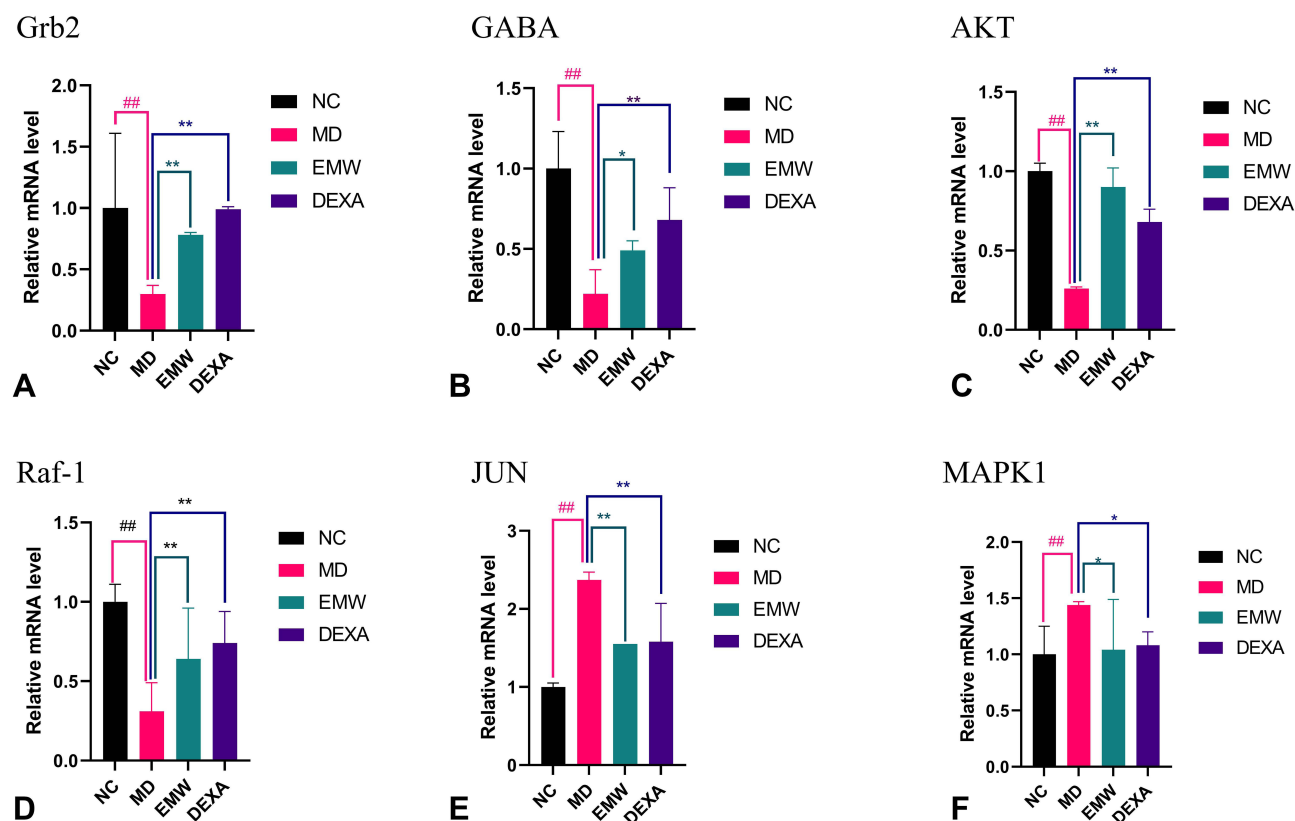 Grb2
Relative mRNA level
2.0
1.5
1.0
0.5
0.0
##
**
**
NC
MD
EMW
DEXA
NC
MD
EMW
DEXA
A
GABA
Relative mRNA level
1.5
1.0
0.5
0.0
##
**
*
NC
MD
EMW
DEXA
NC
MD
EMW
DEXA
B
AKT
Relative mRNA level
1.5
1.0
0.5
0.0
##
**
**
NC
MD
EMW
DEXA
NC
MD
EMW
DEXA
C
Raf-1
Relative mRNA level
1.5
1.0
0.5
0.0
##
**
**
NC
MD
EMW
DEXA
NC
MD
EMW
DEXA
D
JUN
Relative mRNA level
3
2
1
0
##
**
**
NC
MD
EMW
DEXA
NC
MD
EMW
DEXA
E
MAPK1
Relative mRNA level
2.0
1.5
1.0
0.5
0.0
##
*
*
NC
MD
EMW
DEXA
NC
MD
EMW
DEXA
F